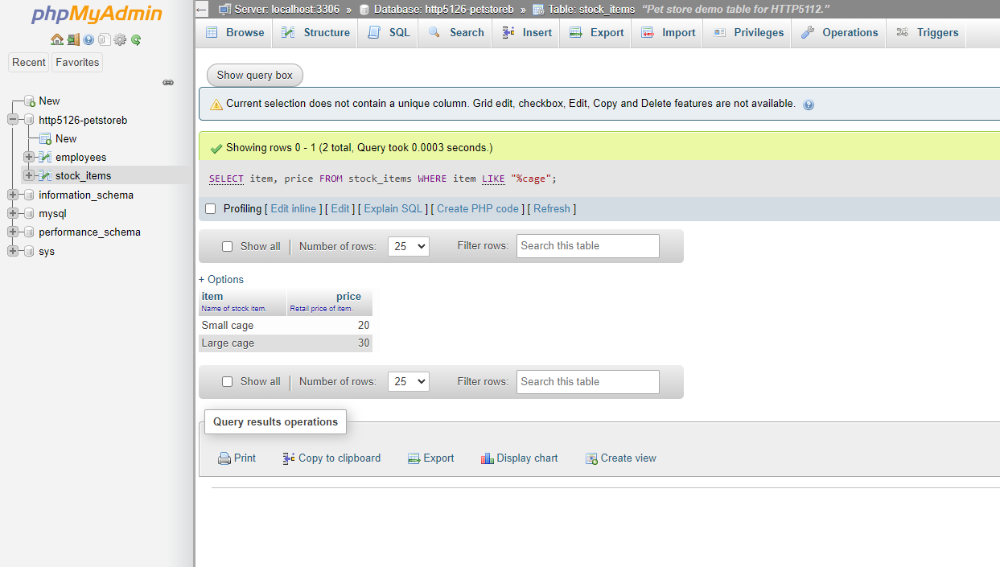 phpMyAdmin
Recent Favorites
New
http5126-petstoreb
New
employees
stock_items
information_schema
mysql
performance_schema
sys
Server: localhost:3306 » Database: http5126-petstoreb » Table: stock_items "Pet store demo table for HTTP5112."
Browse Structure SQL Search Insert Export Import Privileges Operations Triggers
Show query box
Current selection does not contain a unique column. Grid edit, checkbox, Edit, Copy and Delete features are not available.
Showing rows 0 - 1 (2 total, Query took 0.0003 seconds.)
SELECT item, price FROM stock_items WHERE item LIKE "%cage";
Profiling [ Edit inline ] [ Edit ] [ Explain SQL ] [ Create PHP code ] [ Refresh ]
Show all | Number of rows: 25 Filter rows: Search this table
+ Options
item price
Name of stock item. Retail price of item.
Small cage 20
Large cage 30
Show all | Number of rows: 25 Filter rows: Search this table
Query results operations
Print Copy to clipboard Export Display chart Create view